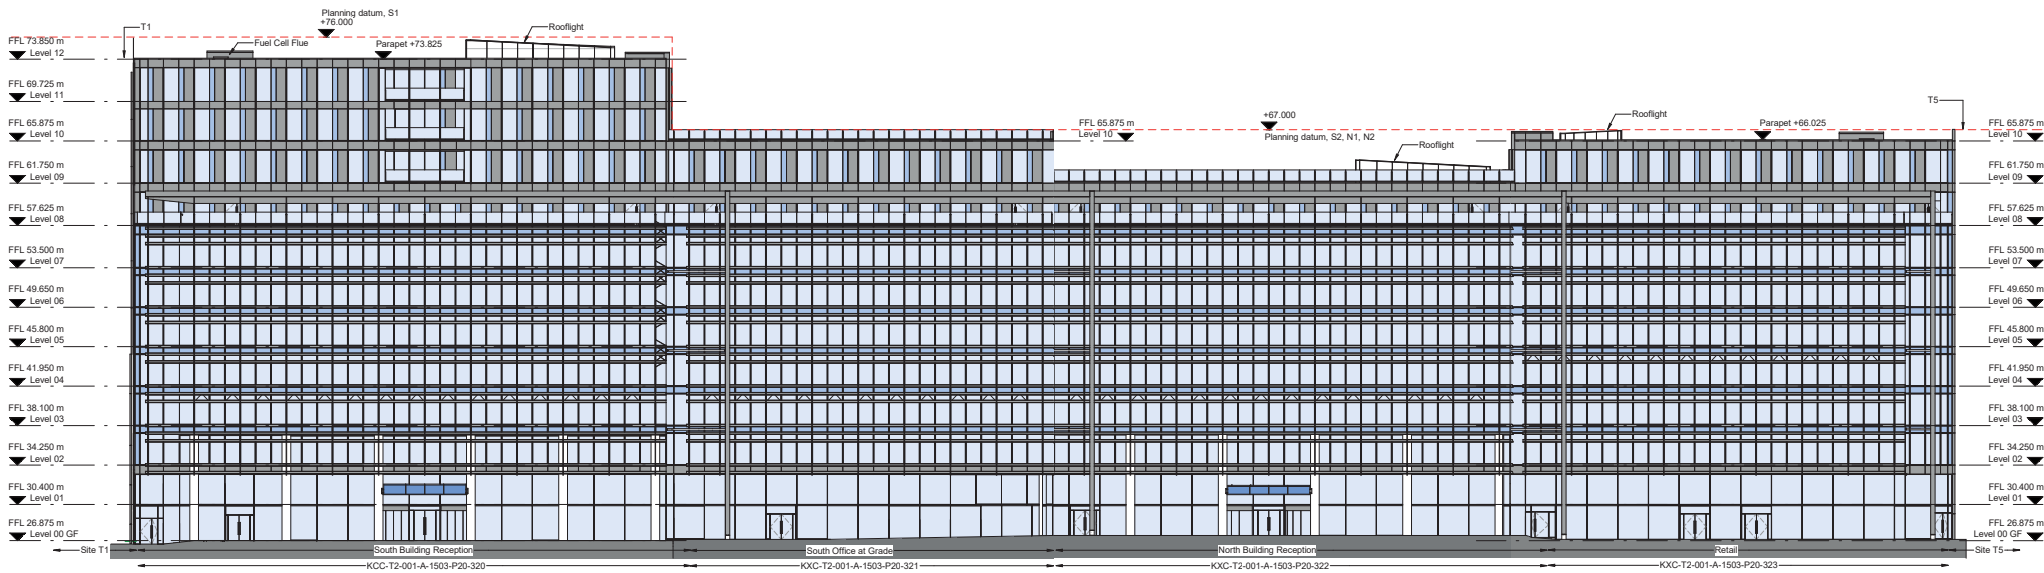 Planning datum, S1
+76.000
T1
Rooflight
Fuel Cell Flue
Parapet +73.825
FFL 73.850 m
Level 12
FFL 69.725 m
Level 11
FFL 65.875 m
Level 10
FFL 61.750 m
Level 09
FFL 57.625 m
Level 08
FFL 53.500 m
Level 07
FFL 49.650 m
Level 06
FFL 45.800 m
Level 05
FFL 41.950 m
Level 04
FFL 38.100 m
Level 03
FFL 34.250 m
Level 02
FFL 30.400 m
Level 01
FFL 26.875 m
Level 00 GF
FFL 65.875 m
Level 10
+67.000
Planning datum, S2, N1, N2
Rooflight
Rooflight
Parapet +66.025
T5
FFL 65.875 m
Level 10
FFL 61.750 m
Level 09
FFL 57.625 m
Level 08
FFL 53.500 m
Level 07
FFL 49.650 m
Level 06
FFL 45.800 m
Level 05
FFL 41.950 m
Level 04
FFL 38.100 m
Level 03
FFL 34.250 m
Level 02
FFL 30.400 m
Level 01
FFL 26.875 m
Level 00 GF
Site T1
South Building Reception
South Office at Grade
North Building Reception
Retail
Site T5
KCC-T2-001-A-1503-P20-320
KXC-T2-001-A-1503-P20-321
KXC-T2-001-A-1503-P20-322
KXC-T2-001-A-1503-P20-323